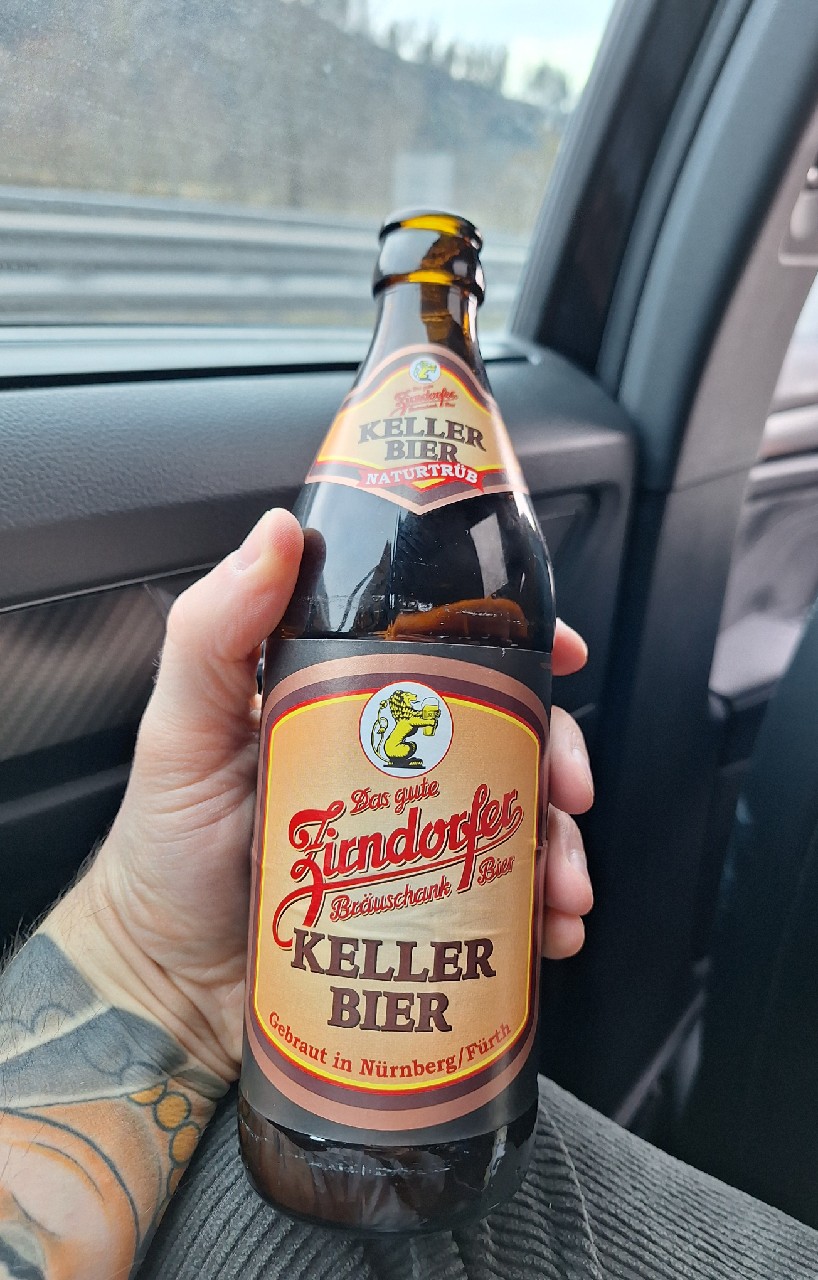 Zirndorfer
KELLER
BIER
NATURTRÜB
Das gute
Zirndorfer
Bräuschank Bier
KELLER
BIER
Gebraut in Nürnberg/Fürth